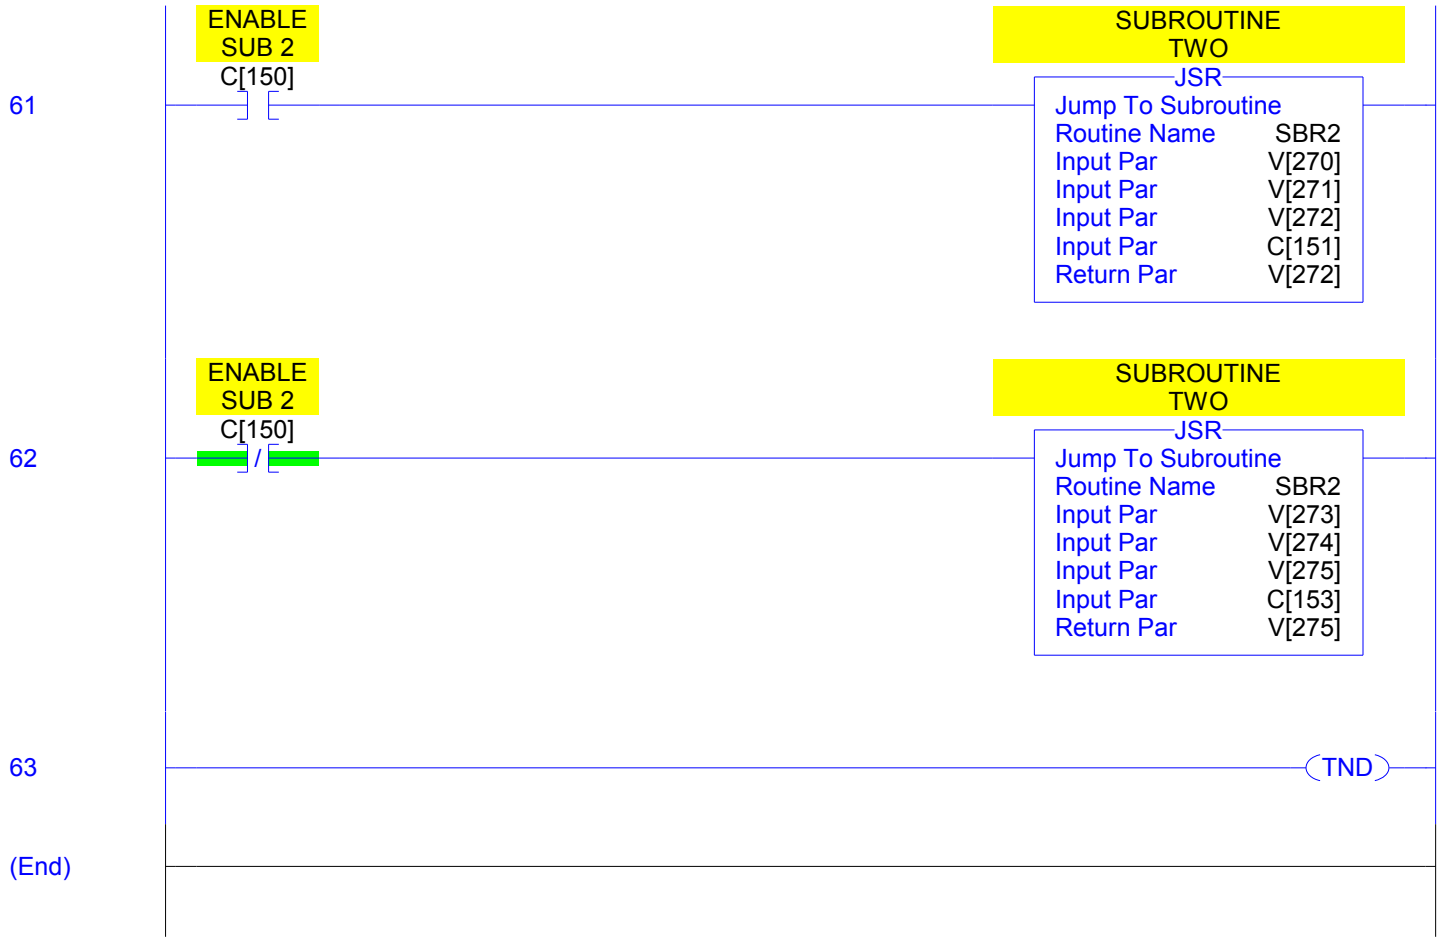 ENABLE
SUB 2
C[150]
61
SUBROUTINE
TWO
JSR
Jump To Subroutine
Routine Name SBR2
Input Par V[270]
Input Par V[271]
Input Par V[272]
Input Par C[151]
Return Par V[272]
ENABLE
SUB 2
C[150]
62
/
SUBROUTINE
TWO
JSR
Jump To Subroutine
Routine Name SBR2
Input Par V[273]
Input Par V[274]
Input Par V[275]
Input Par C[153]
Return Par V[275]
63
TND
(End)